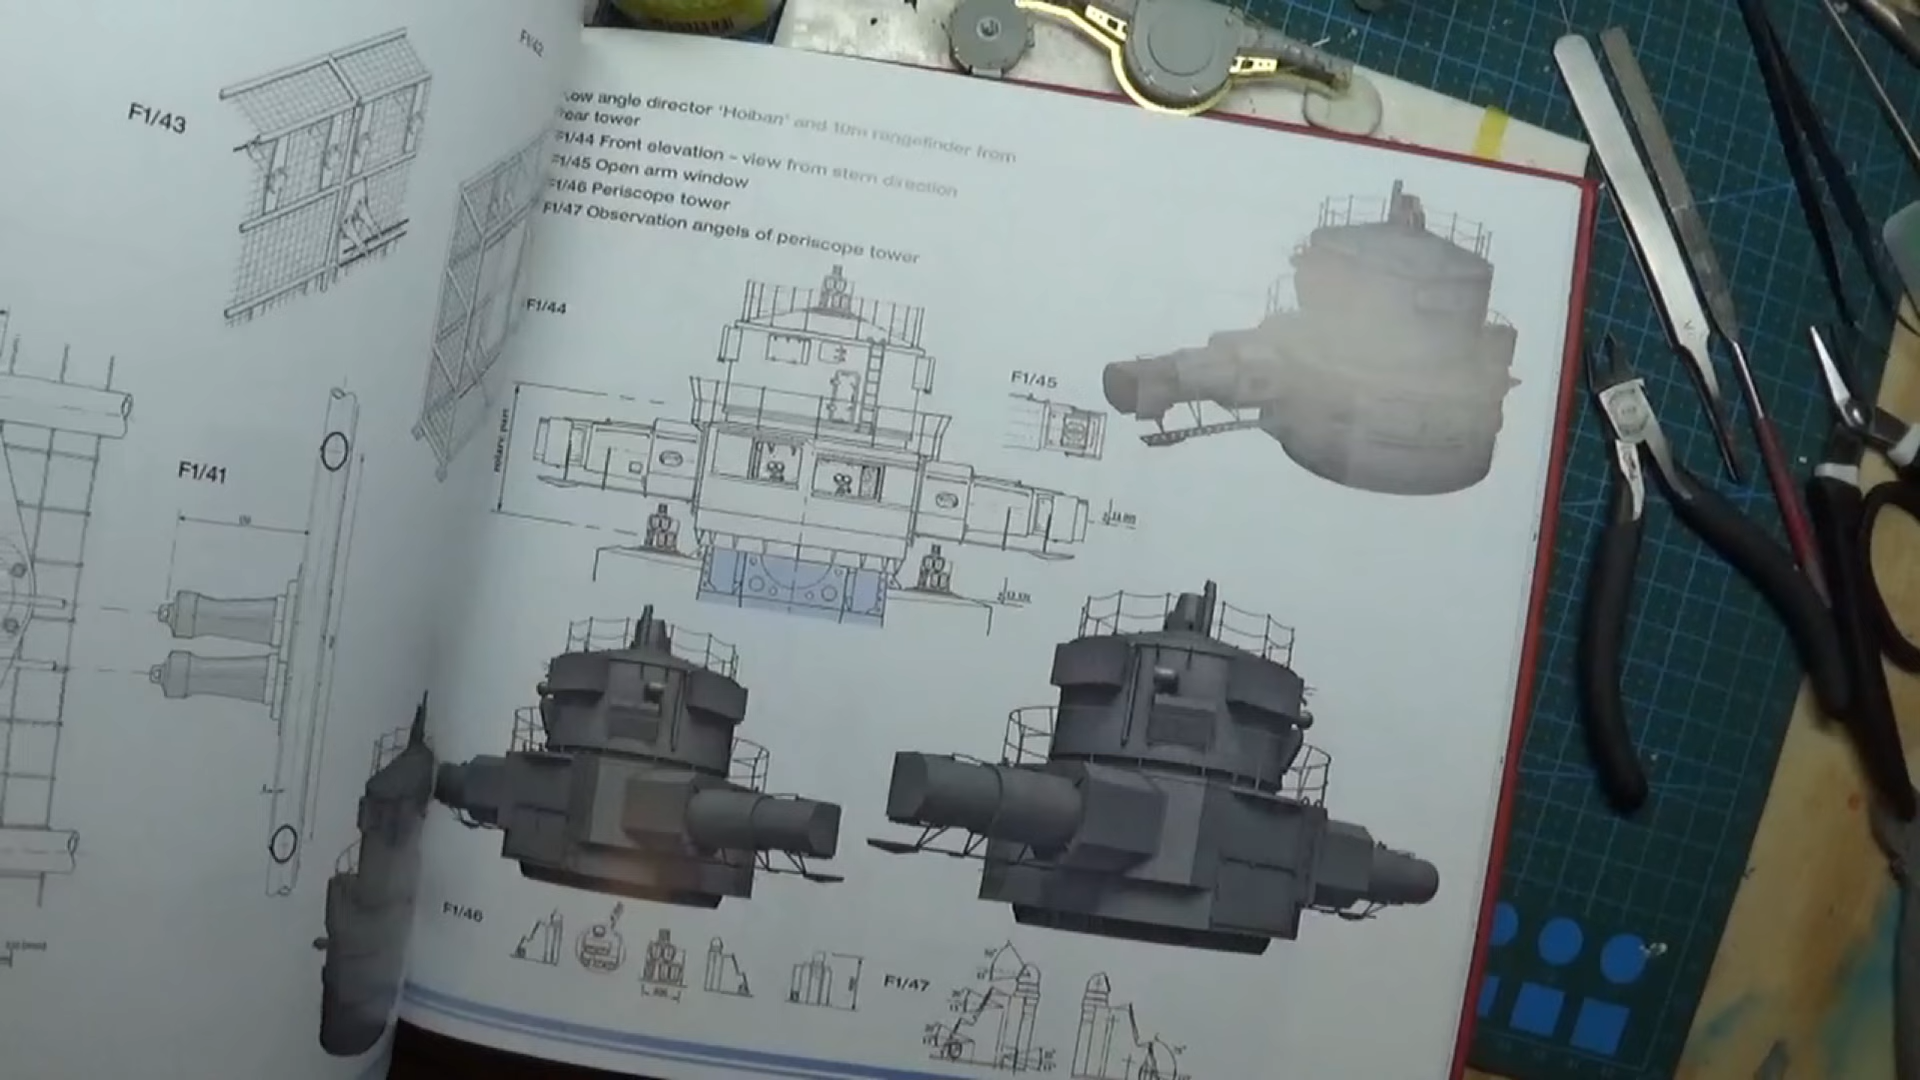 F1/43
F1/42
Low angle director 'Hoiban' and 10m rangefinder from
rear tower
F1/44 Front elevation – view from stern direction
F1/45 Open arm window
F1/46 Periscope tower
F1/47 Observation angels of periscope tower
F1/44
F1/45
F1/41
F1/46
F1/47